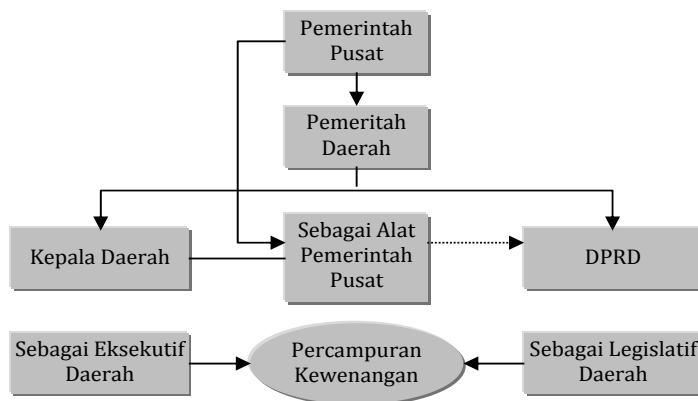 Pemerintah
Pusat
Pemeritah
Daerah
Kepala Daerah
Sebagai Alat
Pemerintah
Pusat
DPRD
Sebagai Eksekutif
Daerah
Percampuran
Kewenangan
Sebagai Legislatif
Daerah